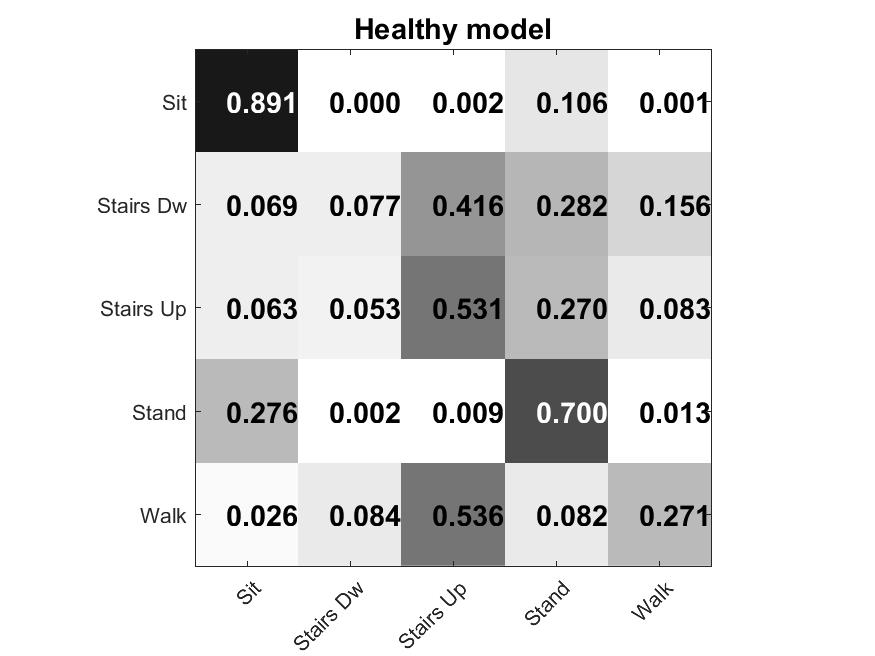 Healthy model
Sit 0.891 0.000 0.002 0.106 0.001
Stairs Dw 0.069 0.077 0.416 0.282 0.156
Stairs Up 0.063 0.053 0.531 0.270 0.083
Stand 0.276 0.002 0.009 0.700 0.013
Walk 0.026 0.084 0.536 0.082 0.271
Sit Stairs Dw Stairs Up Stand Walk